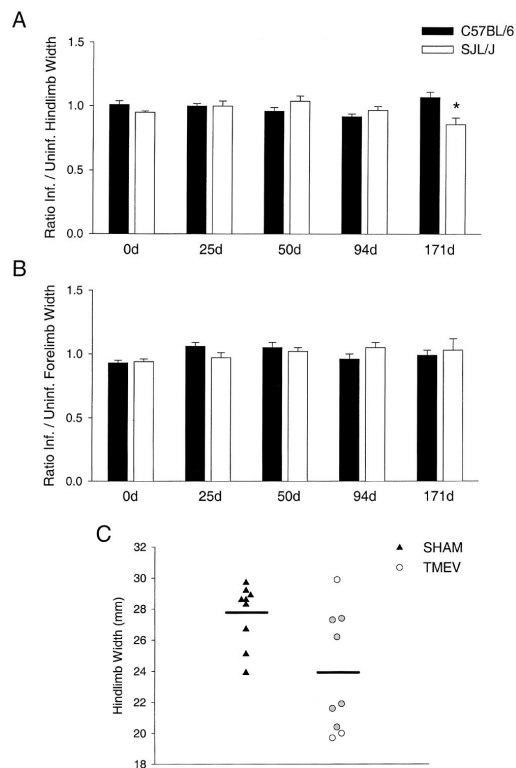 A
C57BL/6
SJL/J
Ratio Inf. / Uninf. Hindlimb Width
1.5
1.0
0.5
0.0
*
0d 25d 50d 94d 171d
B
Ratio Inf. / Uninf. Forelimb Width
1.5
1.0
0.5
0.0
0d 25d 50d 94d 171d
C
SHAM
TMEV
Hindlimb Width (mm)
32
30
28
26
24
22
20
18